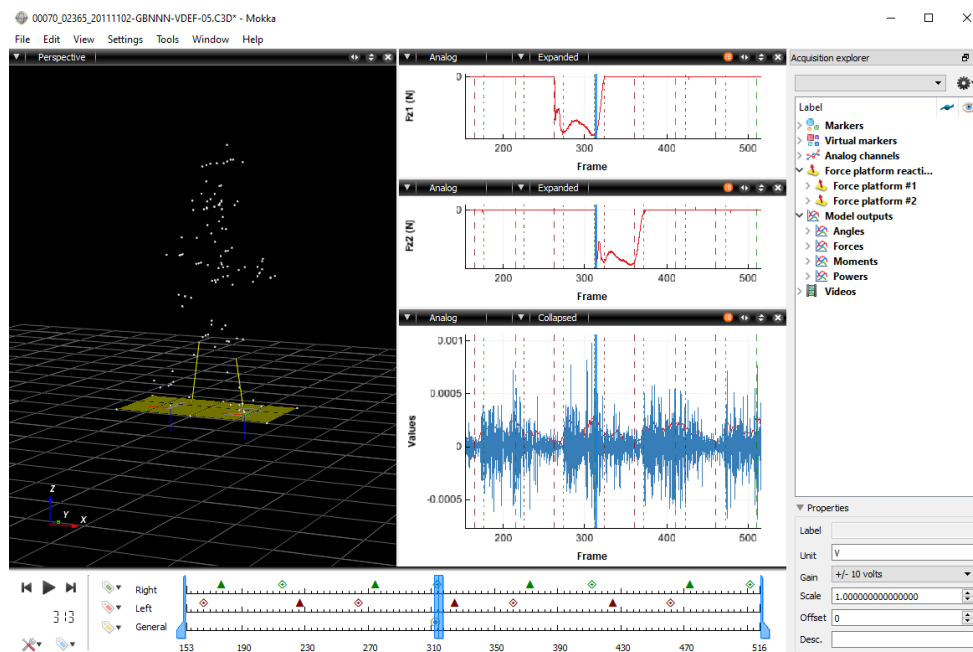 00070_02365_20111102-GBNNN-VDEF-05.C3D* - Mokka
File Edit View Settings Tools Window Help
Perspective
Z
Y
X
Analog Expanded
Fz1 (N)
0
200 300 400 500
Frame
Analog Expanded
Fz2 (N)
0
200 300 400 500
Frame
Analog Collapsed
Values
0.001
0.0005
0
-0.0005
200 300 400 500
Frame
Acquisition explorer
Label
Markers
Virtual markers
Analog channels
Force platform reacti...
Force platform #1
Force platform #2
Model outputs
Angles
Forces
Moments
Powers
Videos
Properties
Label
Unit V
Gain +/- 10 volts
Scale 1.000000000000000
Offset 0
Desc.
313
Right
Left
General
153 190 230 270 310 350 390 430 470 516